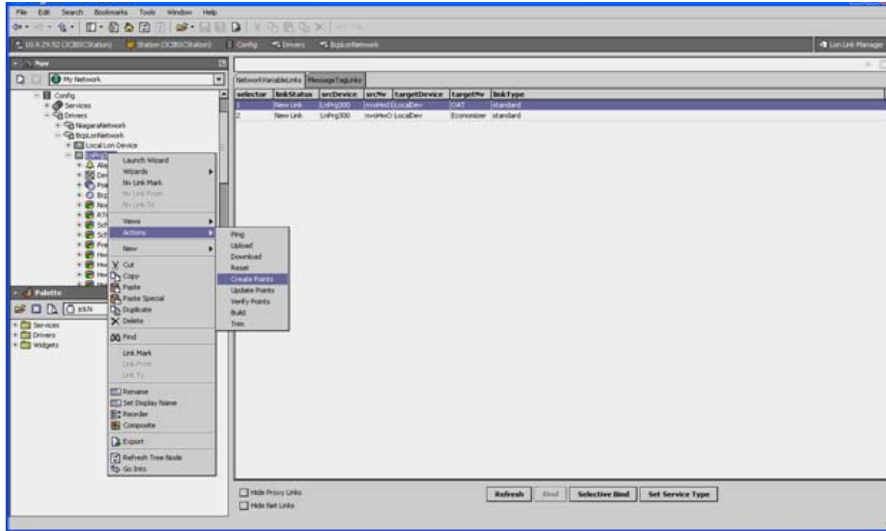 File Edit Search Bookmarks Tools Window Help
Config Drivers BcpLonNetwork Lon Link Manager
Nav
My Network
Config
Services
Drivers
NiagaraNetwork
BcpLonNetwork
Local Lon Device
Launch Wizard
Wizards
Nv Link Mark
Nv Link From
Nv Link To
Views
Actions
New
Cut
Copy
Paste
Paste Special
Duplicate
Delete
Find
Link Mark
Link From
Link To
Rename
Set Display Name
Reorder
Composite
Export
Refresh Tree Node
Go Into
Ping
Upload
Download
Reset
Create Points
Update Points
Verify Points
Build
Trim
Palette
Services
Drivers
Widgets
NetworkVariableLinks MessageTagLinks
selector linkStatus srcDevice srcNv targetDevice targetNv linkType
1 New Link LnPrg300 LocalDev OAT standard
2 New Link LnPrg300 LocalDev Economizer standard
Hide Proxy Links
Hide Net Links
Refresh Bind Selective Bind Set Service Type